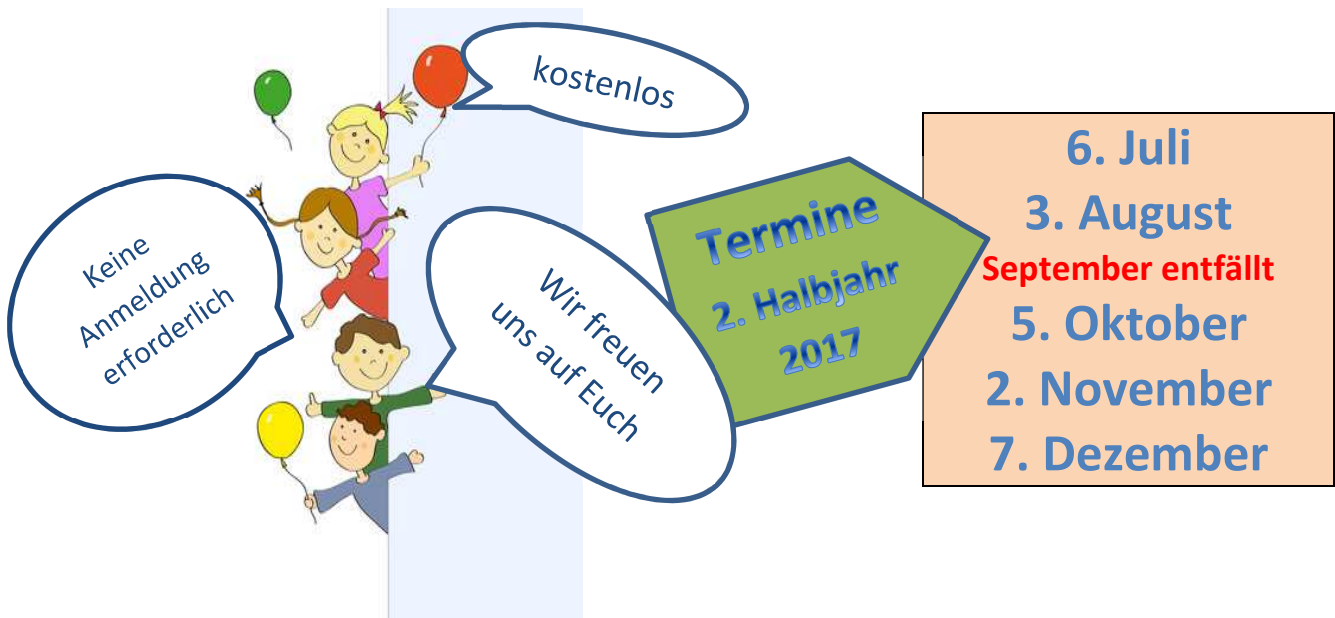 kostenlos
Keine
Anmeldung
erforderlich
Wir freuen
uns auf Euch
Termine
2. Halbjahr
2017
6. Juli
3. August
September entfällt
5. Oktober
2. November
7. Dezember